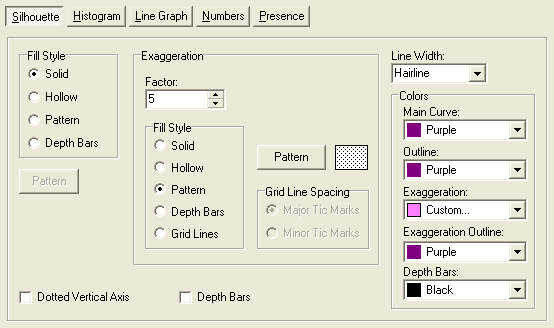 Silhouette Histogram Line Graph Numbers Presence
Fill Style
Solid
Hollow
Pattern
Depth Bars
Pattern
Exaggeration
Factor:
5
Fill Style
Solid
Hollow
Pattern
Depth Bars
Grid Lines
Pattern
Grid Line Spacing
Major Tic Marks
Minor Tic Marks
Line Width:
Hairline
Colors
Main Curve:
Purple
Outline:
Purple
Exaggeration:
Custom...
Exaggeration Outline:
Purple
Depth Bars:
Black
Dotted Vertical Axis
Depth Bars